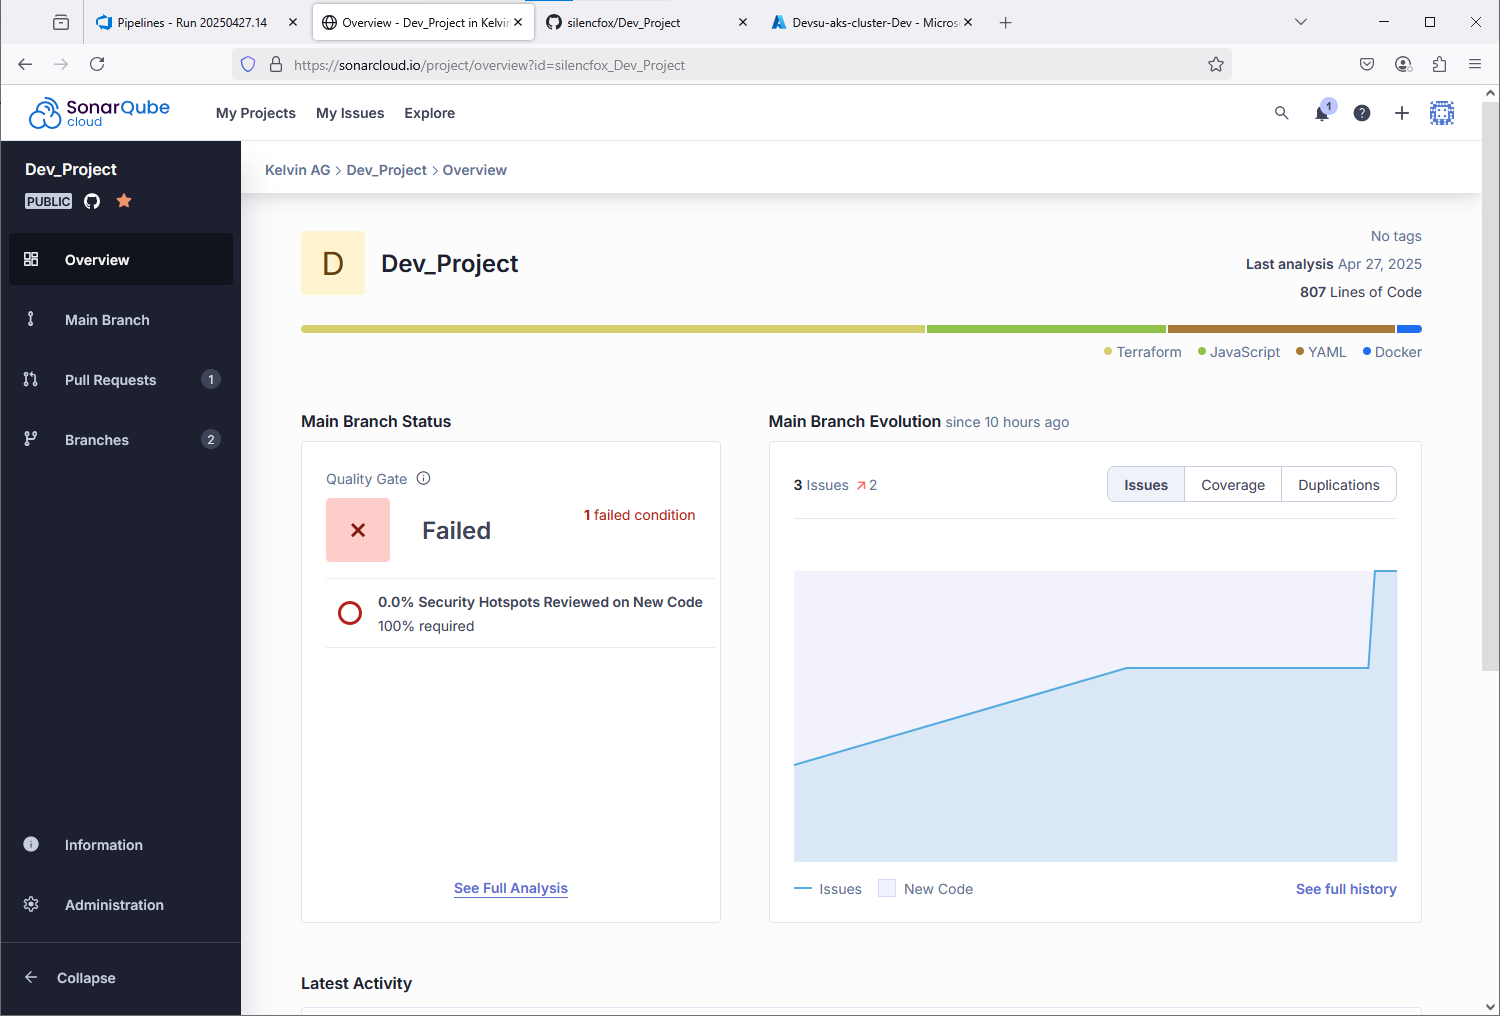 Pipelines - Run 20250427.14
Overview - Dev_Project in Kelvin
silencfox/Dev_Project
Devsu-aks-cluster-Dev - Micros
https://sonarcloud.io/project/overview?id=silencfox_Dev_Project
SonarQube cloud
My Projects
My Issues
Explore
1
?
Dev_Project
PUBLIC
Overview
Main Branch
Pull Requests 1
Branches 2
Information
Administration
Collapse
Kelvin AG > Dev_Project > Overview
D
Dev_Project
No tags
Last analysis Apr 27, 2025
807 Lines of Code
Terraform JavaScript YAML Docker
Main Branch Status
Quality Gate
Failed
1 failed condition
0.0% Security Hotspots Reviewed on New Code
100% required
See Full Analysis
Main Branch Evolution since 10 hours ago
3 Issues 2
Issues Coverage Duplications
Issues New Code
See full history
Latest Activity